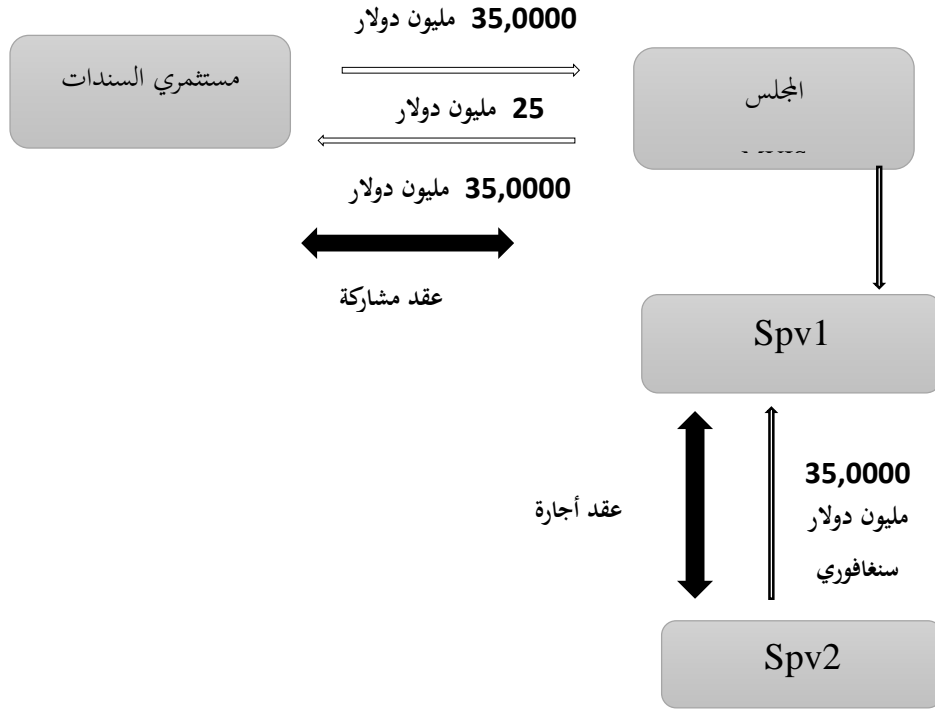 35,0000 مليون دولار
مستثمري السندات
المجلس
25 مليون دولار
35,0000 مليون دولار
عقد مشاركة
Spv1
35,0000
مليون دولار
سنغافوري
عقد أجارة
Spv2